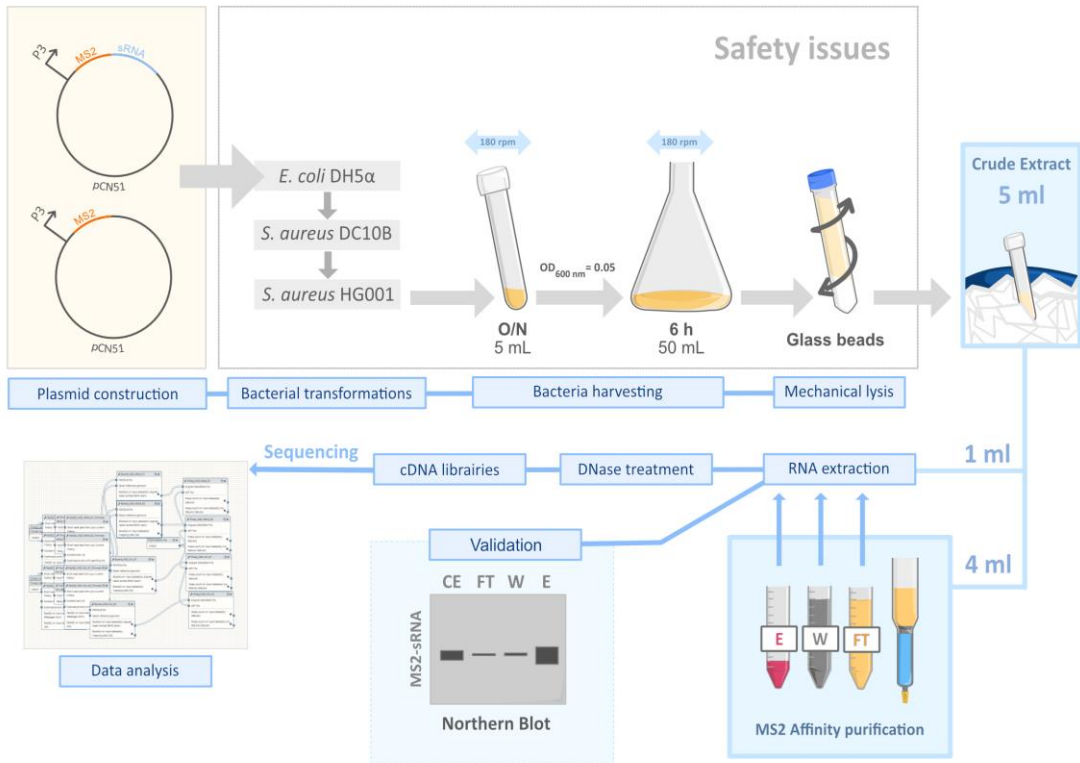 P3
MS2
sRNA
pCN51
P3
MS2
pCN51
Safety issues
E. coli DH5α
S. aureus DC10B
S. aureus HG001
180 rpm
O/N
5 mL
OD600 nm = 0.05
180 rpm
6 h
50 mL
Glass beads
Crude Extract
5 ml
Plasmid construction
Bacterial transformations
Bacteria harvesting
Mechanical lysis
1 ml
4 ml
RNA extraction
DNase treatment
cDNA librairies
Sequencing
Data analysis
Validation
CE FT W E
MS2-sRNA
Northern Blot
E
W
FT
MS2 Affinity purification